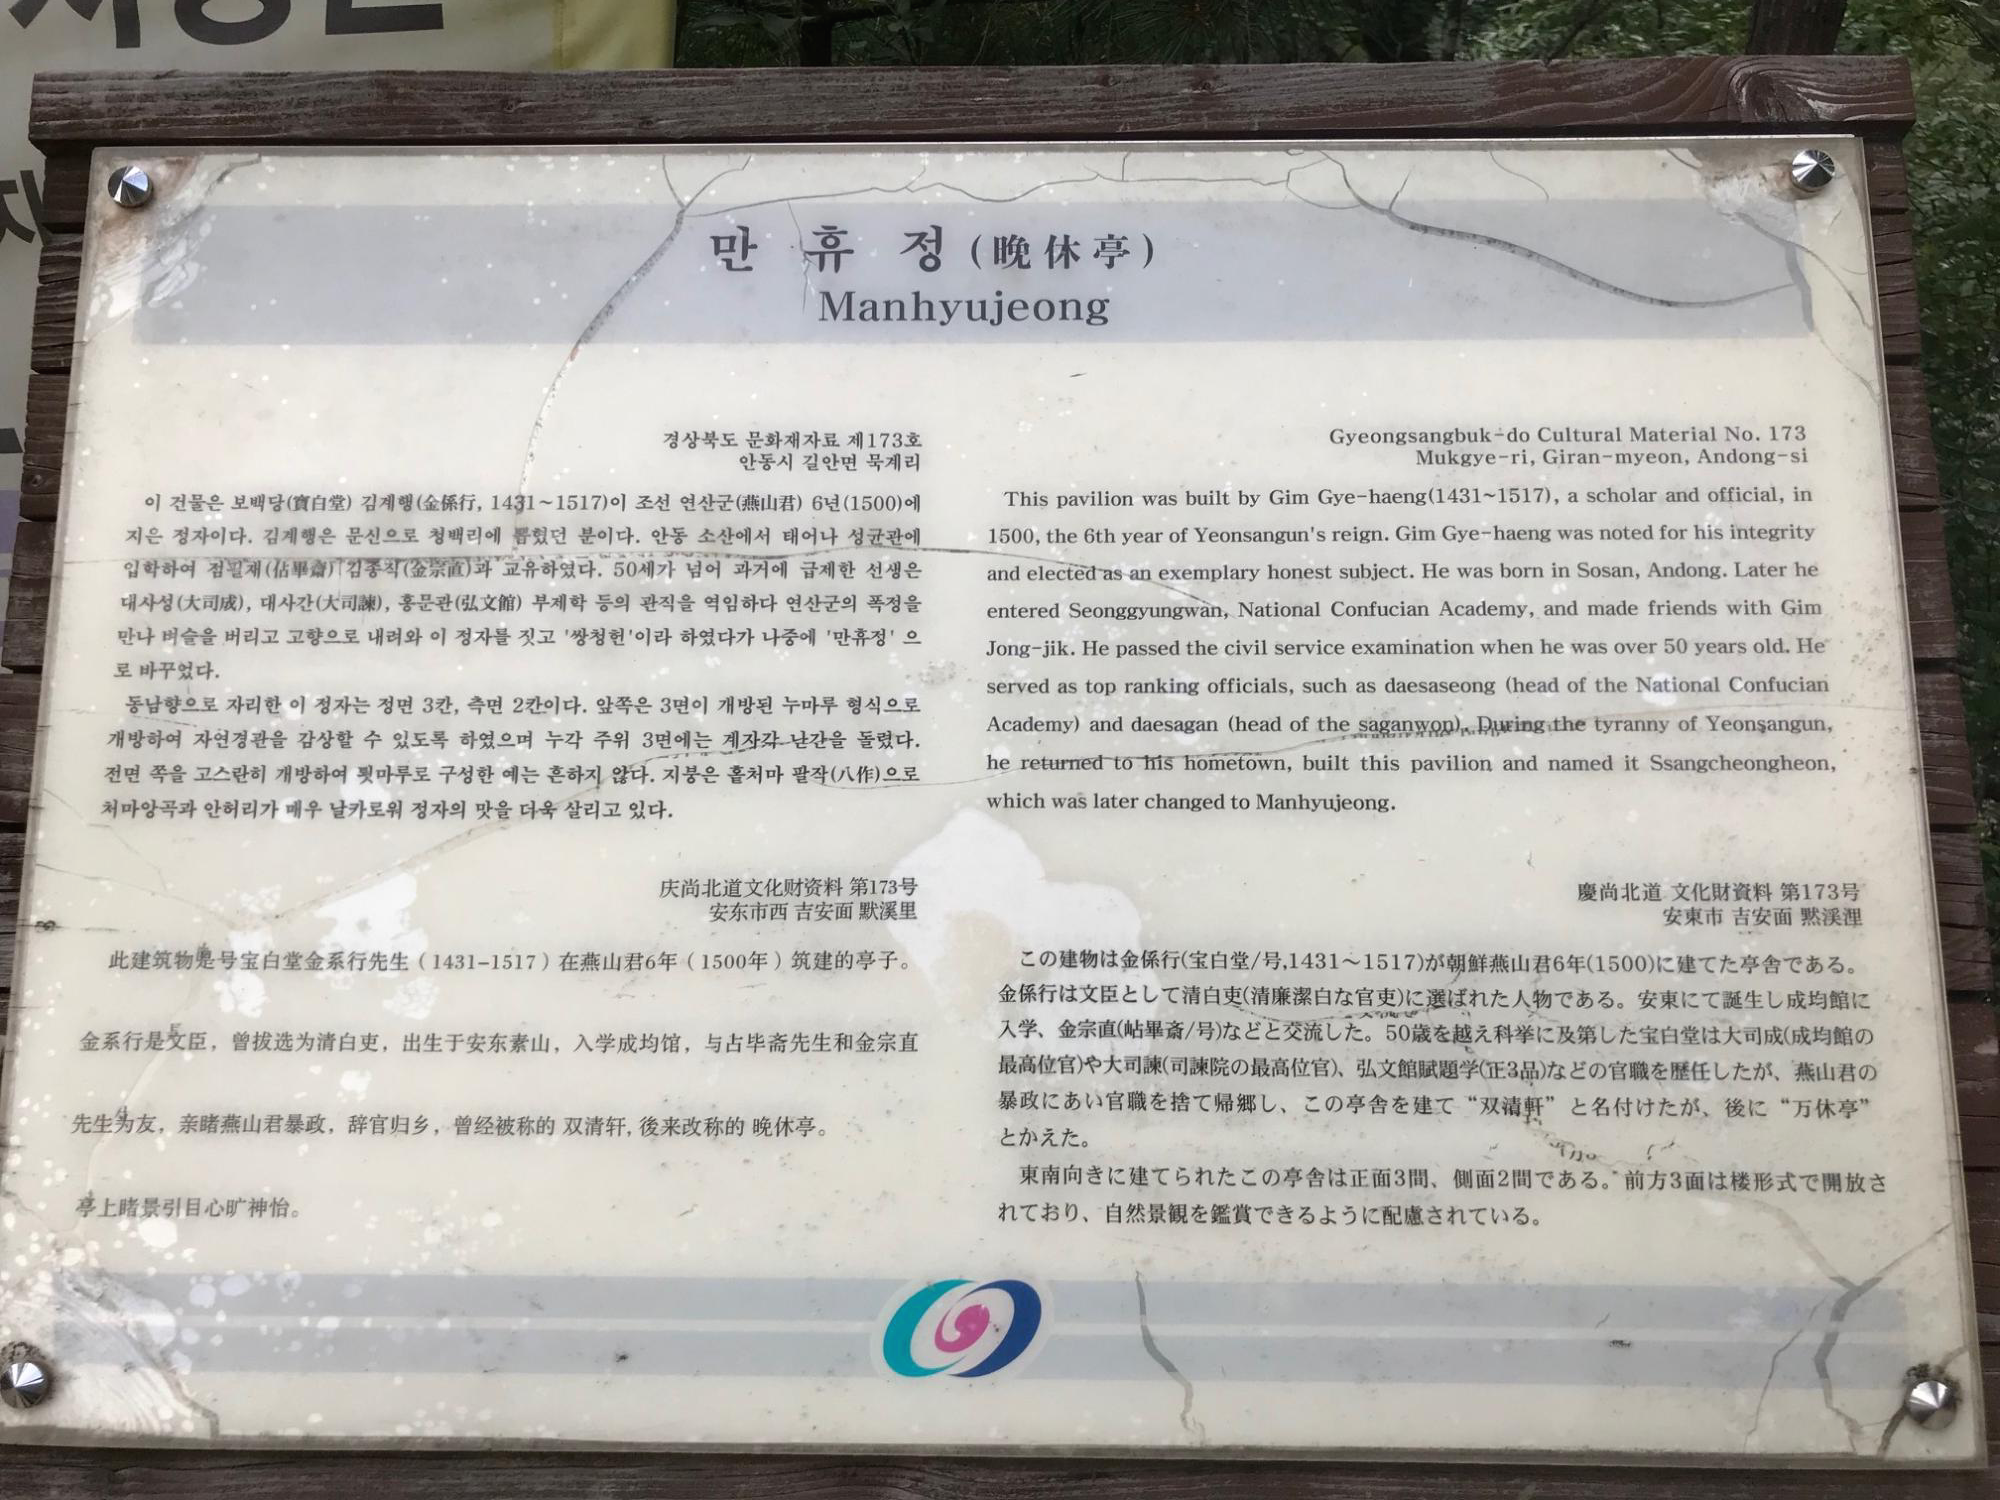 만 휴 정 (晩休亭)
Manhyujeong
경상북도 문화재자료 제173호
안동시 길안면 묵계리
이 건물은 보백당(寶白堂) 김계행(金係行, 1431~1517)이 조선 연산군(燕山君) 6년(1500)에
지은 정자이다. 김계행은 문신으로 청백리에 뽑혔던 분이다. 안동 소산에서 태어나 성균관에
입학하여 점필재(佔畢齋) 김종직(金宗直)과 교유하였다. 50세가 넘어 과거에 급제한 선생은
대사성(大司成), 대사간(大司諫), 홍문관(弘文館) 부제학 등의 관직을 역임하다 연산군의 폭정을
만나 벼슬을 버리고 고향으로 내려와 이 정자를 짓고 '쌍청헌'이라 하였다가 나중에 '만휴정' 으
로 바꾸었다.
동남향으로 자리한 이 정자는 정면 3칸, 측면 2칸이다. 앞쪽은 3면이 개방된 누마루 형식으로
개방하여 자연경관을 감상할 수 있도록 하였으며 누각 주위 3면에는 계자각 난간을 돌렸다.
전면 쪽을 고스란히 개방하여 툇마루로 구성한 예는 흔하지 않다. 지붕은 홑처마 팔작(八作)으로
처마앙곡과 안허리가 매우 날카로워 정자의 맛을 더욱 살리고 있다.
Gyeongsangbuk-do Cultural Material No. 173
Mukgye-ri, Giran-myeon, Andong-si
This pavilion was built by Gim Gye-haeng(1431~1517), a scholar and official, in
1500, the 6th year of Yeonsangun's reign. Gim Gye-haeng was noted for his integrity
and elected as an exemplary honest subject. He was born in Sosan, Andong. Later he
entered Seonggyungwan, National Confucian Academy, and made friends with Gim
Jong-jik. He passed the civil service examination when he was over 50 years old. He
served as top ranking officials, such as daesaseong (head of the National Confucian
Academy) and daesagan (head of the saganwon). During the tyranny of Yeonsangun,
he returned to his hometown, built this pavilion and named it Ssangcheongheon,
which was later changed to Manhyujeong.
庆尚北道文化财资料 第173号
安东市西 吉安面 默溪里
此建筑物是号宝白堂金系行先生（1431-1517）在燕山君6年（1500年）筑建的亭子。
金系行是文臣，曾拔选为清白吏，出生于安东素山，入学成均馆，与占毕斋先生和金宗直
先生为友，亲睹燕山君暴政，辞官归乡，曾经被称的 双清轩, 後来改称的 晩休亭。
亭上睹景引目心旷神怡。
慶尚北道 文化財資料 第173号
安東市 吉安面 黙渓浬
この建物は金係行(宝白堂/号,1431～1517)が朝鮮燕山君6年(1500)に建てた亭舎である。
金係行は文臣として清白吏(清廉潔白な官吏)に選ばれた人物である。安東にて誕生し成均館に
入学、金宗直(岾畢斎/号)などと交流した。50歳を越え科挙に及第した宝白堂は大司成(成均館の
最高位官)や大司諫(司諫院の最高位官)、弘文館賦題学(正3品)などの官職を歴任したが、燕山君の
暴政にあい官職を捨て帰郷し、この亭舎を建て“双清軒”と名付けたが、後に“万休亭”
とかえた。
東南向きに建てられたこの亭舎は正面3間、側面2間である。前方3面は楼形式で開放さ
れており、自然景観を鑑賞できるように配慮されている。